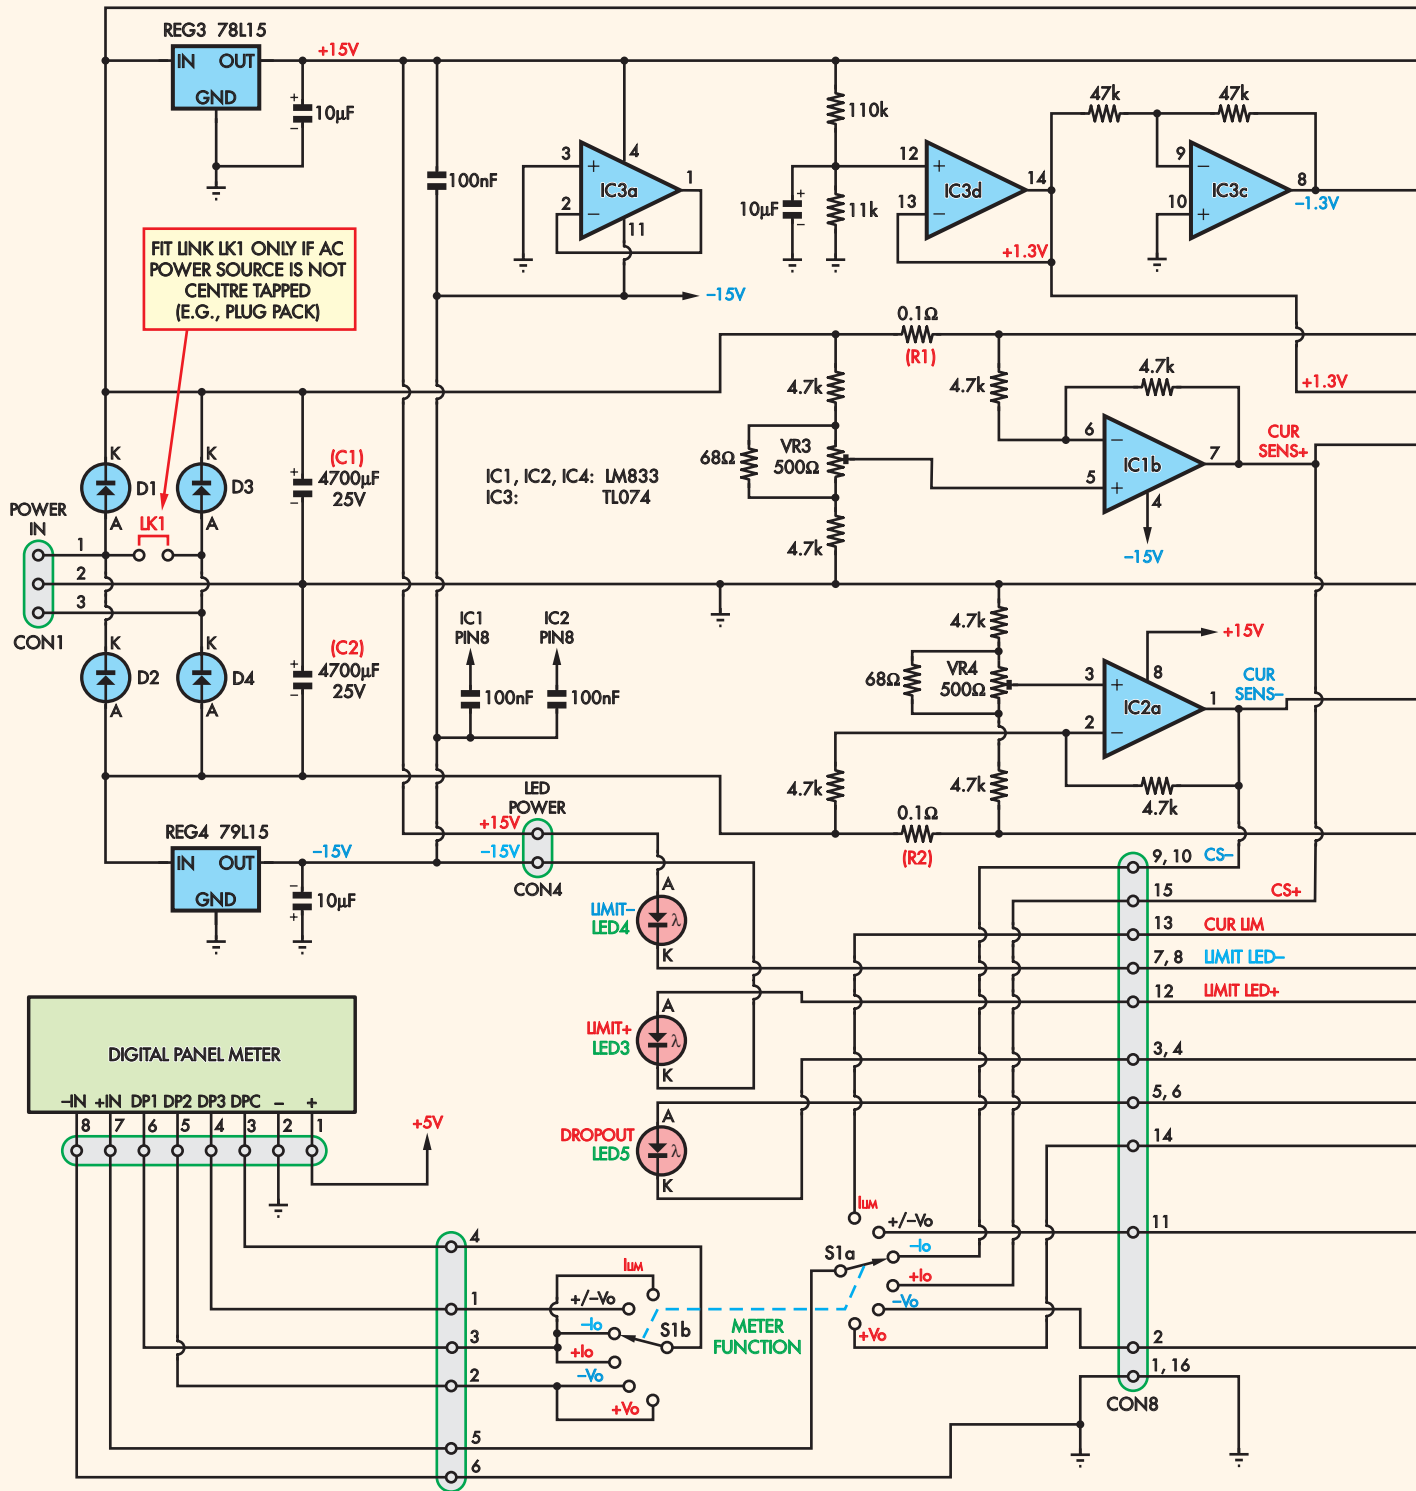 REG3 78L15
IN OUT
GND
+15V
+
10µF
–
100nF
3
+
4
IC3a
1
2
–
11
–15V
110k
+
10µF
–
11k
12
+
IC3d
14
13
–
+1.3V
47k
47k
9
–
IC3c
8
10
+
–1.3V
FIT LINK LK1 ONLY IF AC
POWER SOURCE IS NOT
CENTRE TAPPED
(E.G., PLUG PACK)
0.1Ω
(R1)
4.7k
4.7k
4.7k
+1.3V
68Ω
VR3
500Ω
4.7k
6
–
IC1b
7
5
+
4
–15V
CUR
SENS+
K
D1
A
K
D3
A
LK1
(C1)
+
4700µF
–
25V
IC1, IC2, IC4: LM833
IC3: TL074
POWER
IN
1
2
3
CON1
K
D2
A
K
D4
A
(C2)
+
4700µF
–
25V
IC1
PIN8
IC2
PIN8
100nF
100nF
4.7k
68Ω
VR4
500Ω
4.7k
4.7k
3
+
8
+15V
IC2a
1
2
–
4.7k
CUR
SENS–
0.1Ω
(R2)
REG4 79L15
IN OUT
GND
–15V
–
10µF
+
LED
POWER
+15V
–15V
CON4
A
LIMIT–
LED4
λ
K
A
LIMIT+
LED3
λ
K
A
DROPOUT
LED5
λ
K
9, 10 CS–
15 CS+
13 CUR LIM
7, 8 LIMIT LED–
12 LIMIT LED+
3, 4
5, 6
14
11
2
1, 16
CON8
DIGITAL PANEL METER
–IN +IN DP1 DP2 DP3 DPC – +
8 7 6 5 4 3 2 1
+5V
4
1
3
2
5
6
ILIM
+/–Vo
–Io
+Io
–Vo
+Vo
S1b
METER
FUNCTION
S1a
ILIM
+/–Vo
–Io
+Io
–Vo
+Vo